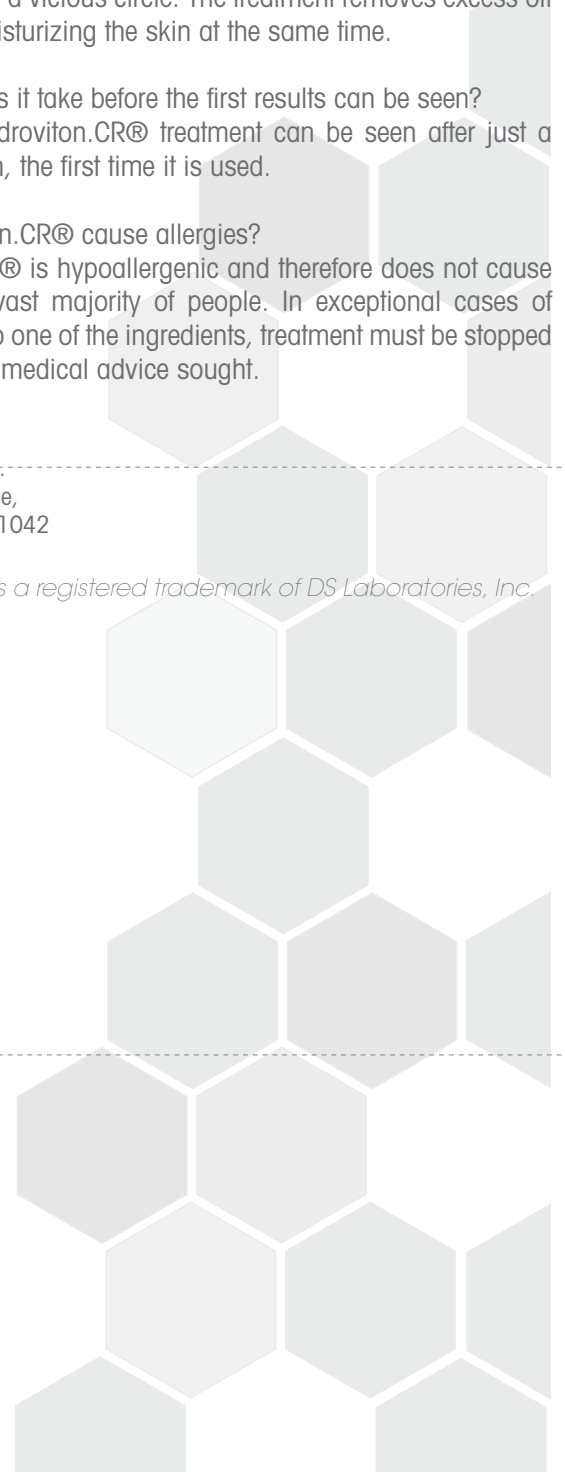 a vicious circle. The treatment removes excess oil
isturizing the skin at the same time.
s it take before the first results can be seen?
droviton.CR® treatment can be seen after just a
n, the first time it is used.
n.CR® cause allergies?
® is hypoallergenic and therefore does not cause
vast majority of people. In exceptional cases of
o one of the ingredients, treatment must be stopped
medical advice sought.
.
e,
1042
s a registered trademark of DS Laboratories, Inc.